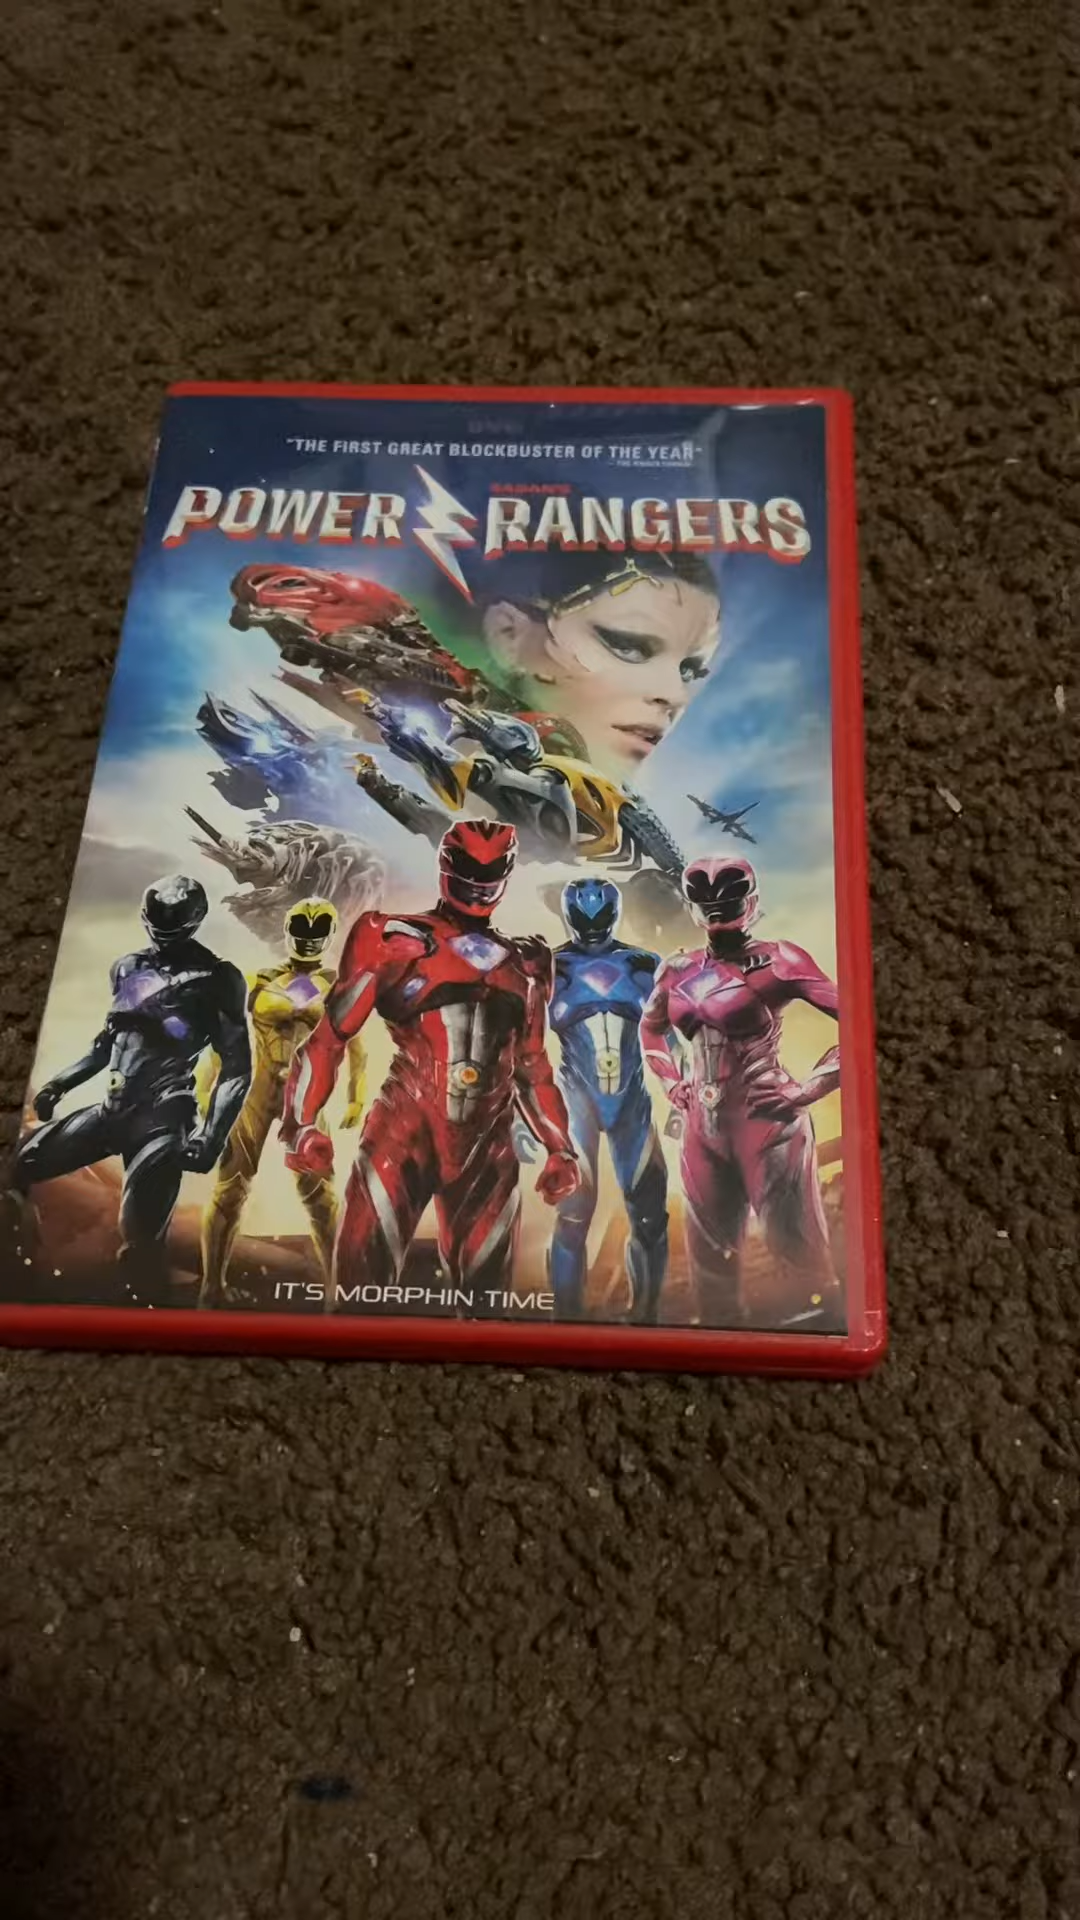 "THE FIRST GREAT BLOCKBUSTER OF THE YEAR"
SABAN'S
POWER RANGERS
IT'S MORPHIN TIME